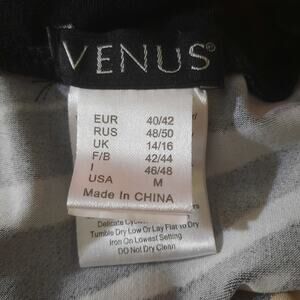 VENUS®
EUR 40/42
RUS 48/50
UK 14/16
F/B 42/44
I 46/48
USA M
Made In CHINA
Delicate
Tumble Dry Low Or Lay Flat To Dry
Iron On Lowest Setting
DO Not Dry Clean